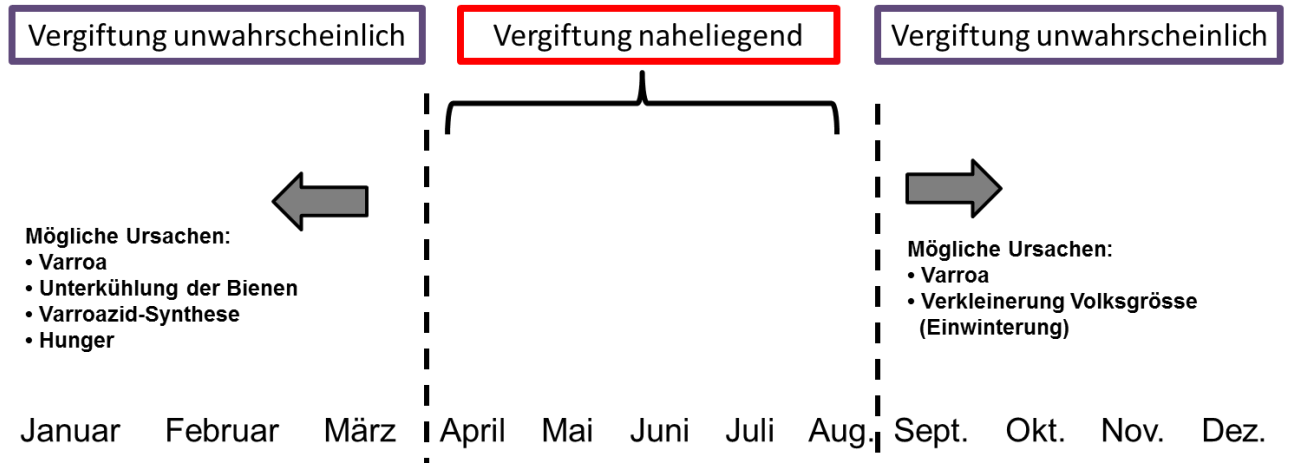 Vergiftung unwahrscheinlich
Vergiftung naheliegend
Vergiftung unwahrscheinlich
Mögliche Ursachen:
• Varroa
• Unterkühlung der Bienen
• Varroazid-Synthese
• Hunger
Mögliche Ursachen:
• Varroa
• Verkleinerung Volksgrösse
(Einwinterung)
Januar Februar März April Mai Juni Juli Aug. Sept. Okt. Nov. Dez.